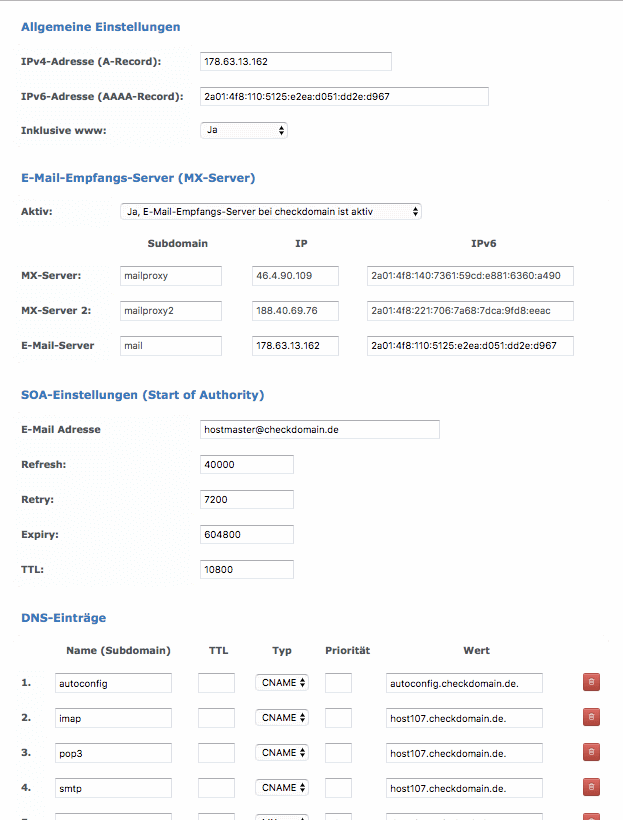 Allgemeine Einstellungen
IPv4-Adresse (A-Record): 178.63.13.162
IPv6-Adresse (AAAA-Record): 2a01:4f8:110:5125:e2ea:d051:dd2e:d967
Inklusive www: Ja
E-Mail-Empfangs-Server (MX-Server)
Aktiv: Ja, E-Mail-Empfangs-Server bei checkdomain ist aktiv
Subdomain IP IPv6
MX-Server: mailproxy 46.4.90.109 2a01:4f8:140:7361:59cd:e881:6360:a490
MX-Server 2: mailproxy2 188.40.69.76 2a01:4f8:221:706:7a68:7dca:9fd8:eeac
E-Mail-Server mail 178.63.13.162 2a01:4f8:110:5125:e2ea:d051:dd2e:d967
SOA-Einstellungen (Start of Authority)
E-Mail Adresse hostmaster@checkdomain.de
Refresh: 40000
Retry: 7200
Expiry: 604800
TTL: 10800
DNS-Einträge
Name (Subdomain) TTL Typ Priorität Wert
1. autoconfig CNAME autoconfig.checkdomain.de.
2. imap CNAME host107.checkdomain.de.
3. pop3 CNAME host107.checkdomain.de.
4. smtp CNAME host107.checkdomain.de.